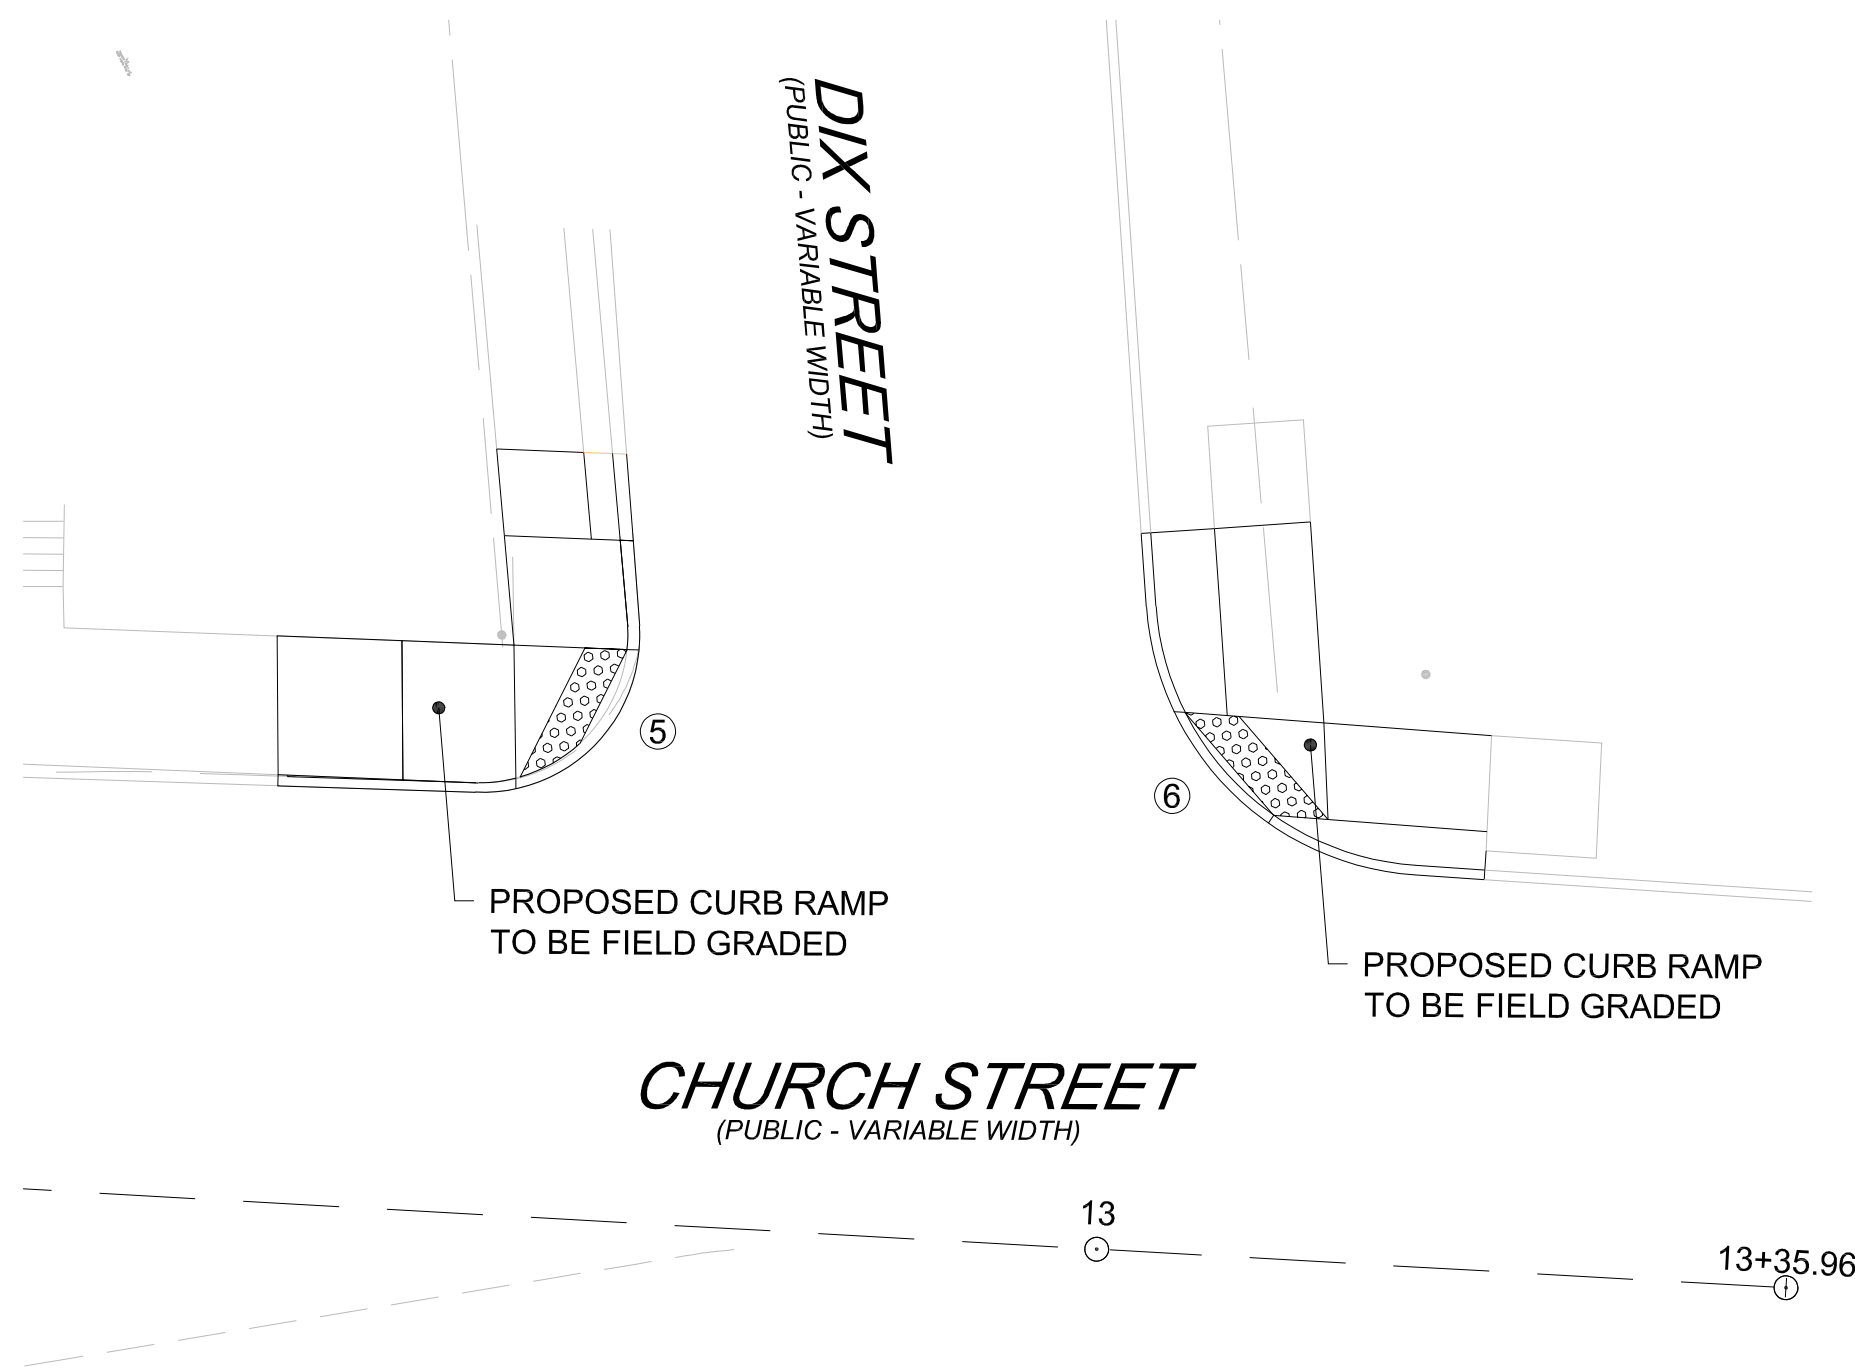 DIX STREET
(PUBLIC - VARIABLE WIDTH)
5
6
PROPOSED CURB RAMP
TO BE FIELD GRADED
PROPOSED CURB RAMP
TO BE FIELD GRADED
CHURCH STREET
(PUBLIC - VARIABLE WIDTH)
13
13+35.96